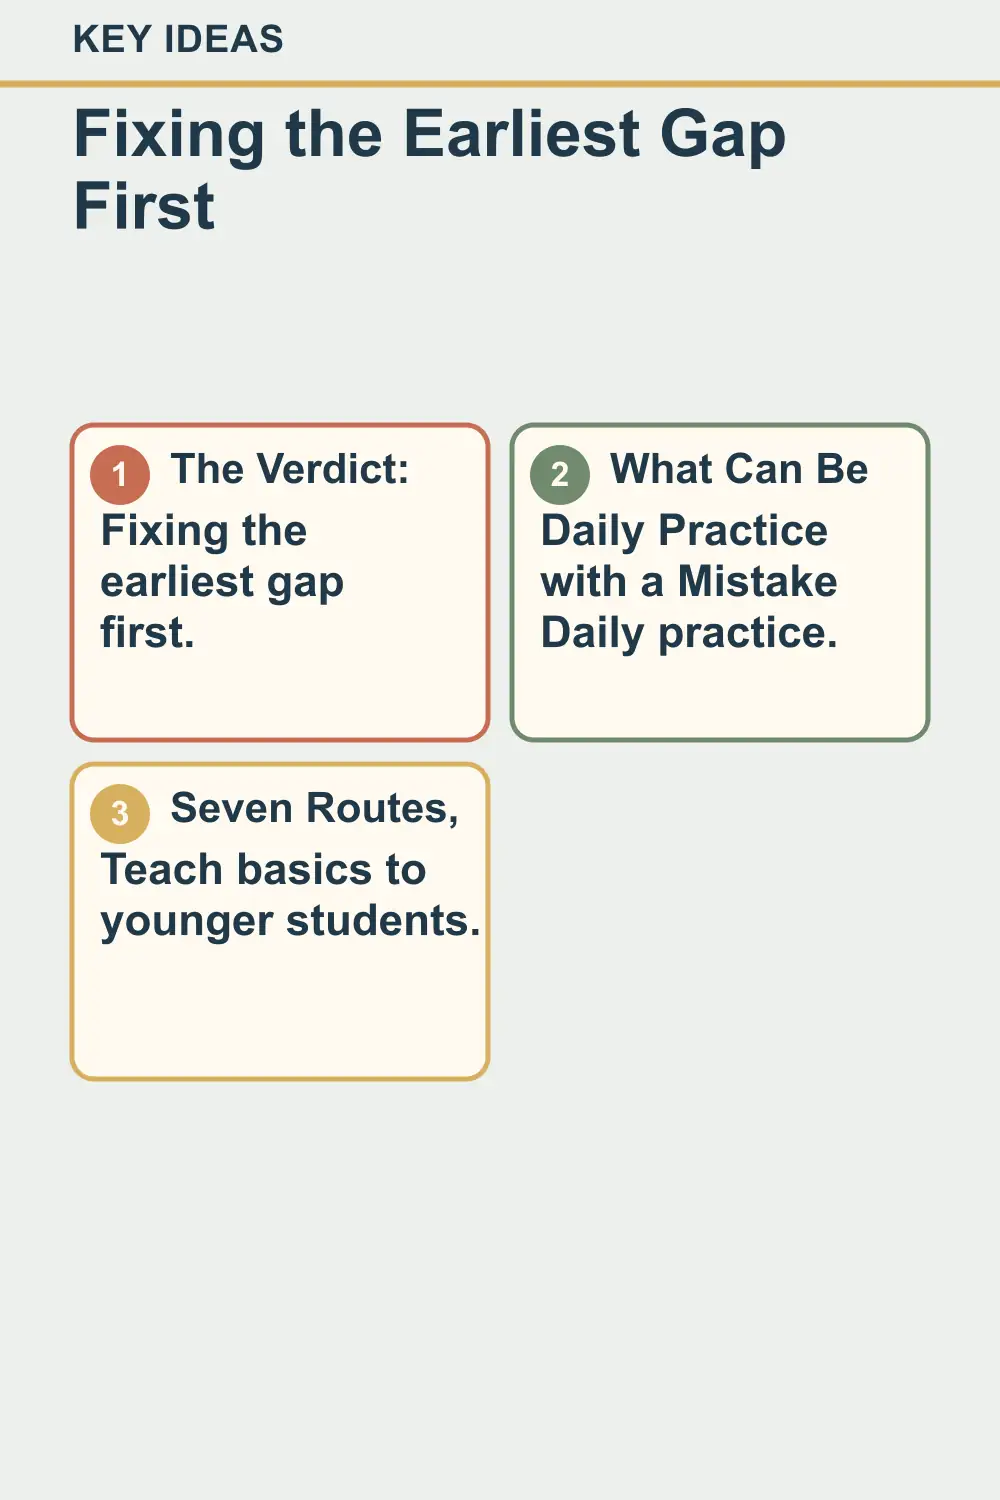 KEY IDEAS
Fixing the Earliest Gap
First
1 The Verdict:
Fixing the
earliest gap
first.
2 What Can Be
Daily Practice
with a Mistake
Daily practice.
3 Seven Routes,
Teach basics to
younger students.